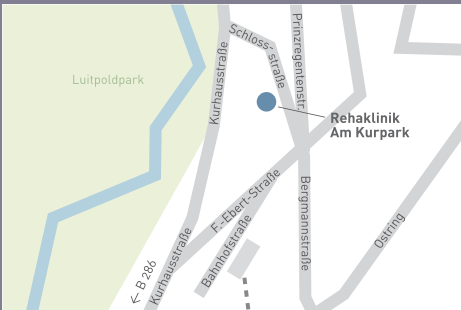 Schloss-
straße
Prinzregentenstr.
Kurhausstraße
Luitpoldpark
Rehaklinik
Am Kurpark
F.-Ebert-Straße
Bergmannstraße
Bahnhofstraße
Kurhausstraße
Ostring
← B 286